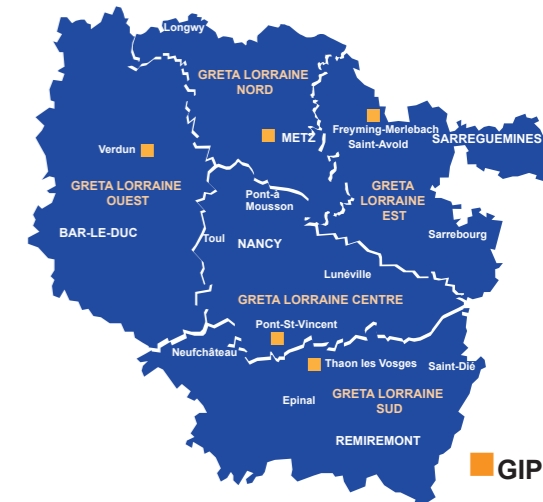 Longwy
GRETA LORRAINE
NORD
METZ
Freyming-Merlebach
Saint-Avold
SARREGUEMINES
Verdun
GRETA LORRAINE
OUEST
BAR-LE-DUC
GRETA
LORRAINE
EST
Sarrebourg
Pont-à
Mousson
Toul
NANCY
Lunéville
GRETA LORRAINE CENTRE
Pont-St-Vincent
Neufchâteau
Thaon les Vosges
Saint-Dié
Epinal
GRETA LORRAINE
SUD
REMIREMONT
GIP